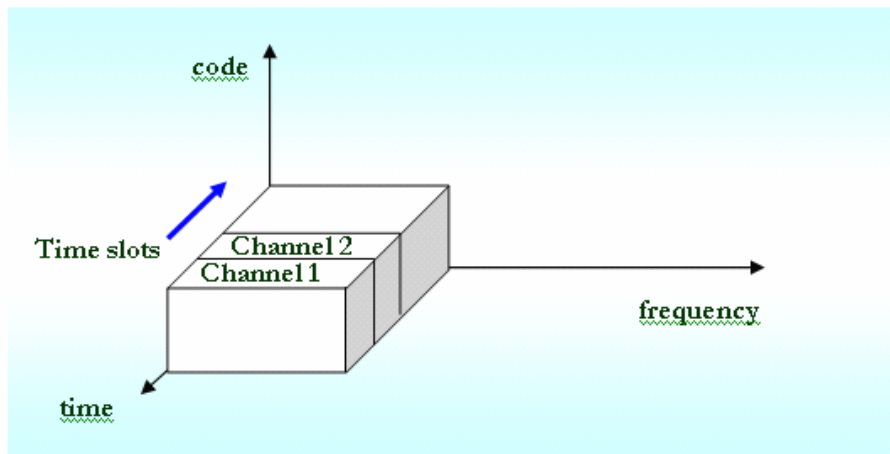 code
Time slots
Channel 2
Channel 1
frequency
time